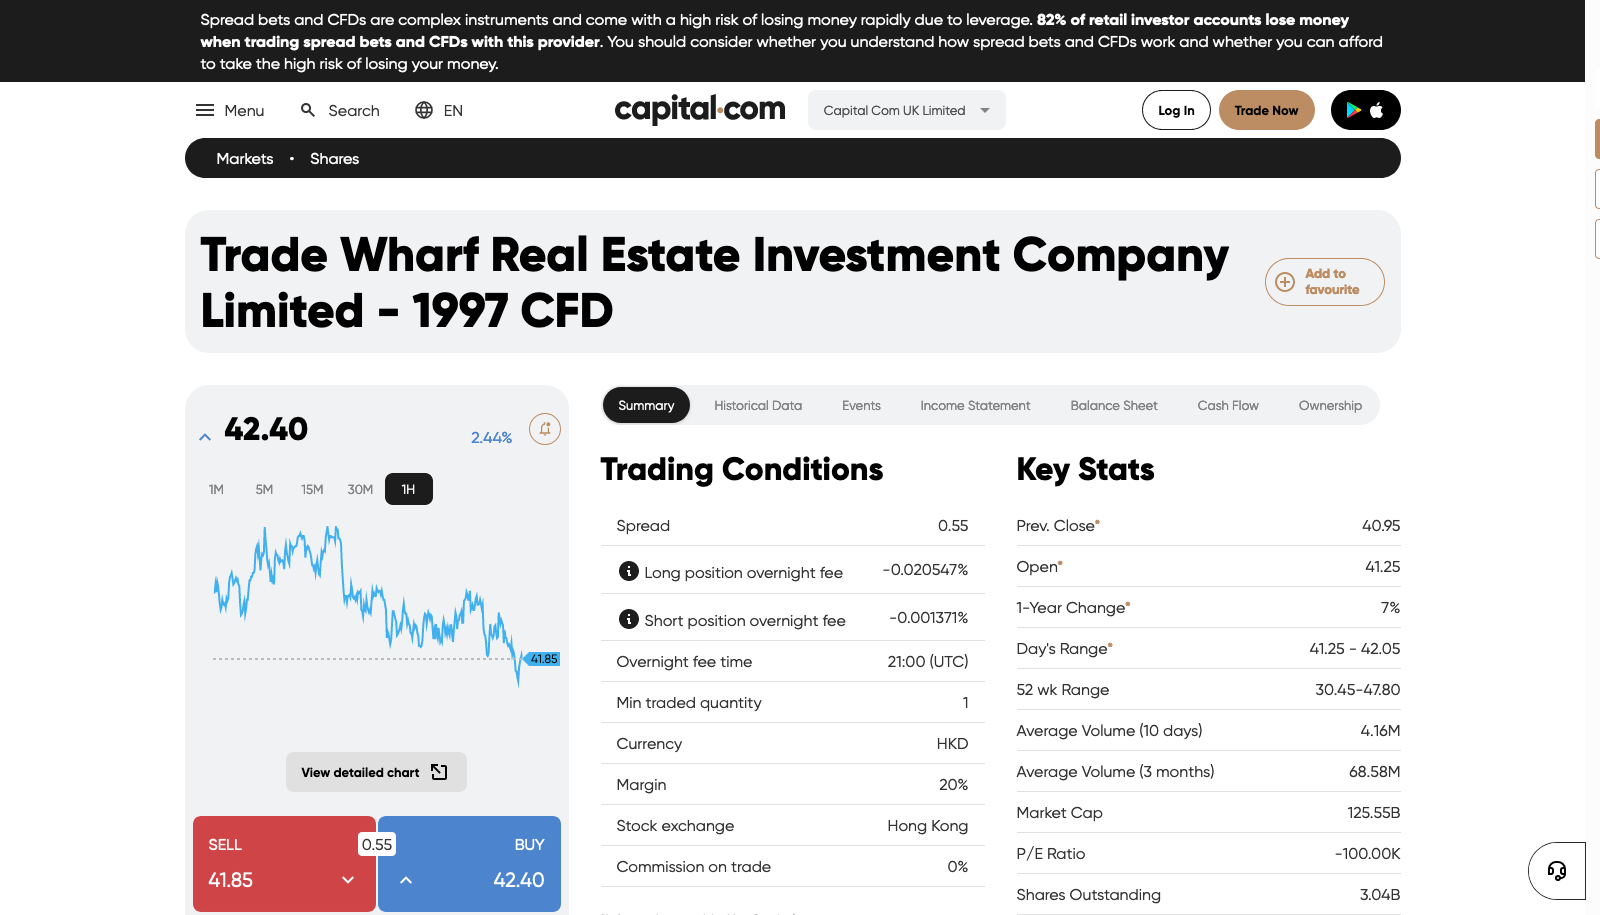 Spread bets and CFDs are complex instruments and come with a high risk of losing money rapidly due to leverage. 82% of retail investor accounts lose money
when trading spread bets and CFDs with this provider. You should consider whether you understand how spread bets and CFDs work and whether you can afford
to take the high risk of losing your money.
Menu Search EN capital.com Capital Com UK Limited Log In Trade Now
Markets • Shares
Trade Wharf Real Estate Investment Company
Limited - 1997 CFD
Add to
favourite
42.40 2.44%
1M 5M 15M 30M 1H
41.85
View detailed chart
SELL 0.55 BUY
41.85 42.40
Summary Historical Data Events Income Statement Balance Sheet Cash Flow Ownership
Trading Conditions
Spread 0.55
Long position overnight fee -0.020547%
Short position overnight fee -0.001371%
Overnight fee time 21:00 (UTC)
Min traded quantity 1
Currency HKD
Margin 20%
Stock exchange Hong Kong
Commission on trade 0%
Key Stats
Prev. Close* 40.95
Open* 41.25
1-Year Change* 7%
Day's Range* 41.25 - 42.05
52 wk Range 30.45-47.80
Average Volume (10 days) 4.16M
Average Volume (3 months) 68.58M
Market Cap 125.55B
P/E Ratio -100.00K
Shares Outstanding 3.04B